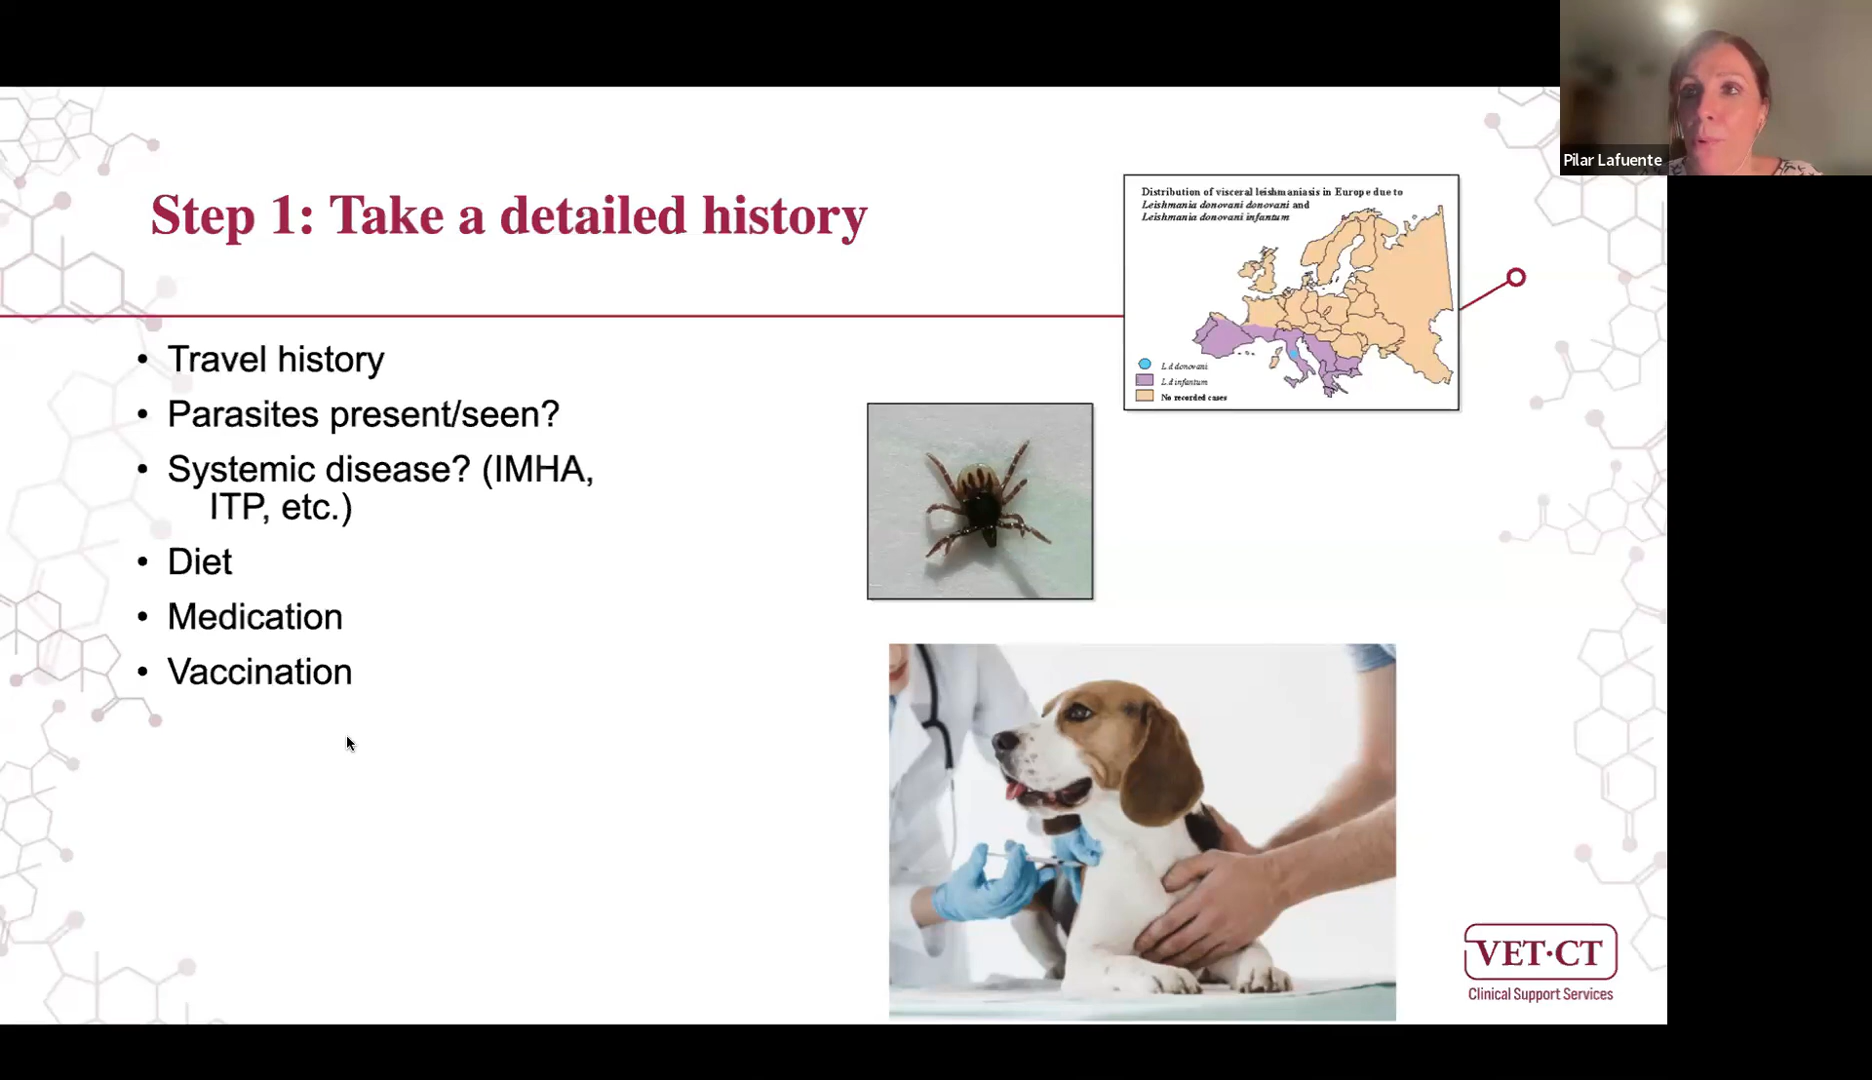 Pilar Lafuente
Step 1: Take a detailed history
Distribution of visceral leishmaniasis in Europe due to
Leishmania donovani donovani and
Leishmania donovani infantum
L.d donovani
L.d infantum
No recorded cases
• Travel history
• Parasites present/seen?
• Systemic disease? (IMHA,
ITP, etc.)
• Diet
• Medication
• Vaccination
VET·CT
Clinical Support Services